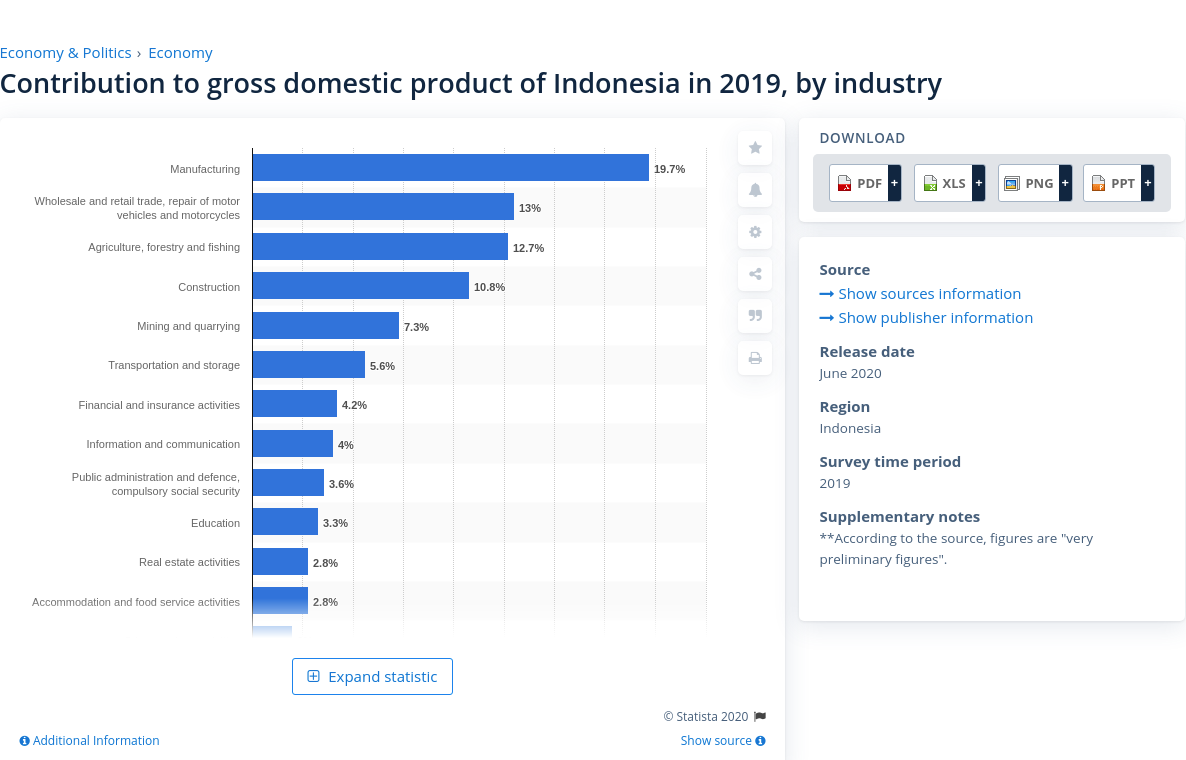 Economy & Politics › Economy
Contribution to gross domestic product of Indonesia in 2019, by industry
Manufacturing
19.7%
Wholesale and retail trade, repair of motor
vehicles and motorcycles
13%
Agriculture, forestry and fishing
12.7%
Construction
10.8%
Mining and quarrying
7.3%
Transportation and storage
5.6%
Financial and insurance activities
4.2%
Information and communication
4%
Public administration and defence,
compulsory social security
3.6%
Education
3.3%
Real estate activities
2.8%
Accommodation and food service activities
2.8%
Expand statistic
© Statista 2020
Additional Information
Show source
DOWNLOAD
PDF + XLS + PNG + PPT +
Source
Show sources information
Show publisher information
Release date
June 2020
Region
Indonesia
Survey time period
2019
Supplementary notes
**According to the source, figures are "very
preliminary figures".